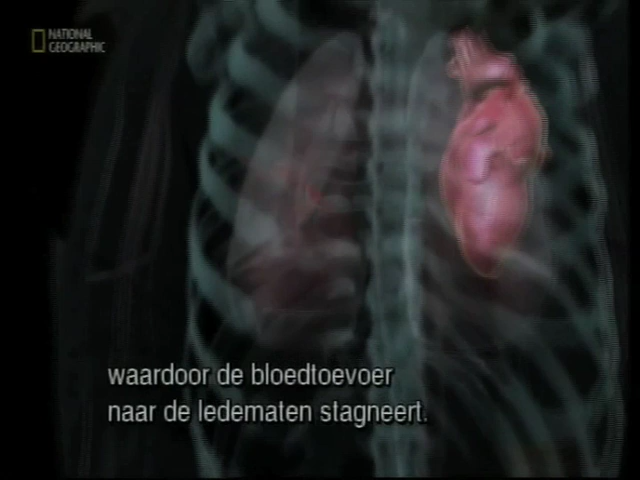 NATIONAL
GEOGRAPHIC
waardoor de bloedtoevoer
naar de ledematen stagneert.